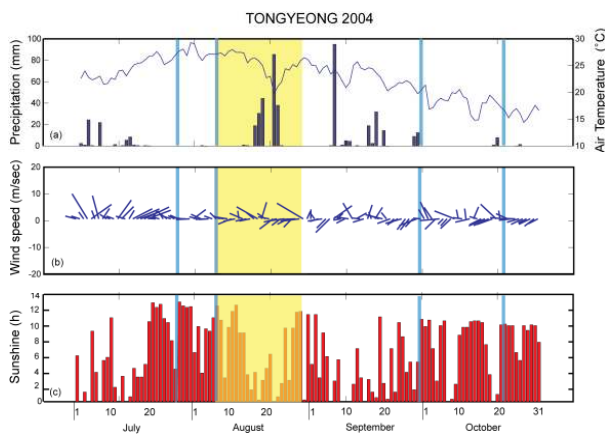 TONGYEONG 2004
Precipitation (mm)
100
80
60
40
20
0
(a)
30
25
20
15
10
Air Temperature (°C)
Wind speed (m/sec)
20
10
0
-10
-20
(b)
Sunshine (h)
14
12
10
8
6
4
2
0
(c)
1 10 20 1 10 20 1 10 20 1 10 20 31
July August September October